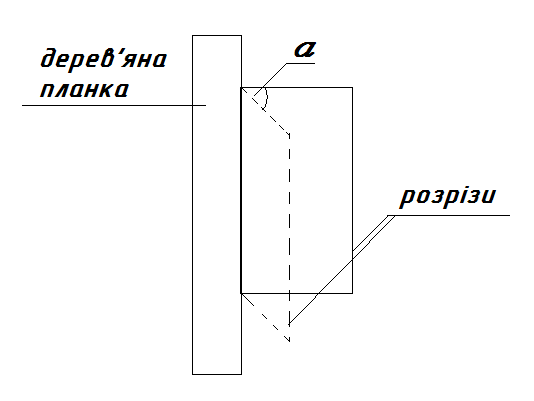 дерев'яна
планка
a
розрізи